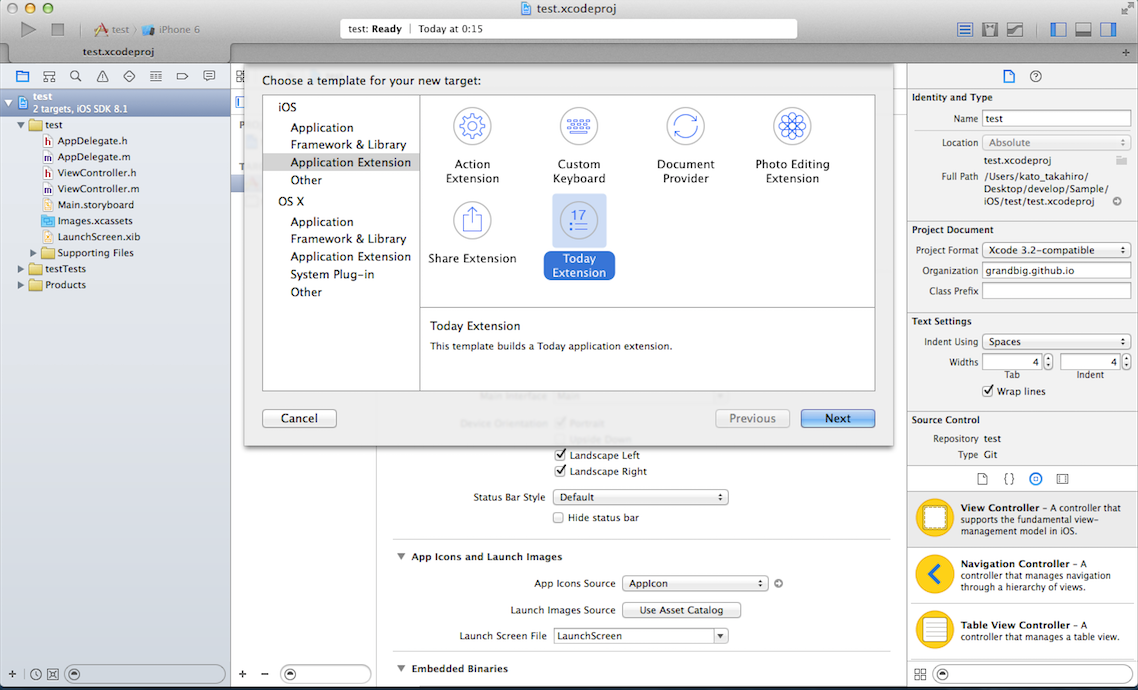 test.xcodeproj
test
iPhone 6
test: Ready
Today at 0:15
test.xcodeproj
test
2 targets, iOS SDK 8.1
test
h AppDelegate.h
m AppDelegate.m
h ViewController.h
m ViewController.m
Main.storyboard
Images.xcassets
LaunchScreen.xib
Supporting Files
testTests
Products
Choose a template for your new target:
iOS
Application
Framework & Library
Application Extension
Other
OS X
Application
Framework & Library
Application Extension
System Plug-in
Other
Action
Extension
Custom
Keyboard
Document
Provider
Photo Editing
Extension
Share Extension
17
Today
Extension
Today Extension
This template builds a Today application extension.
Cancel
Previous
Next
Main Interface Main
Device Orientation Portrait
Upside Down
Landscape Left
Landscape Right
Status Bar Style Default
Hide status bar
App Icons and Launch Images
App Icons Source AppIcon
Launch Images Source Use Asset Catalog
Launch Screen File LaunchScreen
Embedded Binaries
Identity and Type
Name test
Location Absolute
test.xcodeproj
Full Path /Users/kato_takahiro/
Desktop/develop/Sample/
iOS/test/test.xcodeproj
Project Document
Project Format Xcode 3.2-compatible
Organization grandbig.github.io
Class Prefix
Text Settings
Indent Using Spaces
Widths 4 4
Tab Indent
Wrap lines
Source Control
Repository test
Type Git
{}
View Controller - A controller that
supports the fundamental view-
management model in iOS.
Navigation Controller - A
controller that manages navigation
through a hierarchy of views.
Table View Controller - A
controller that manages a table view.